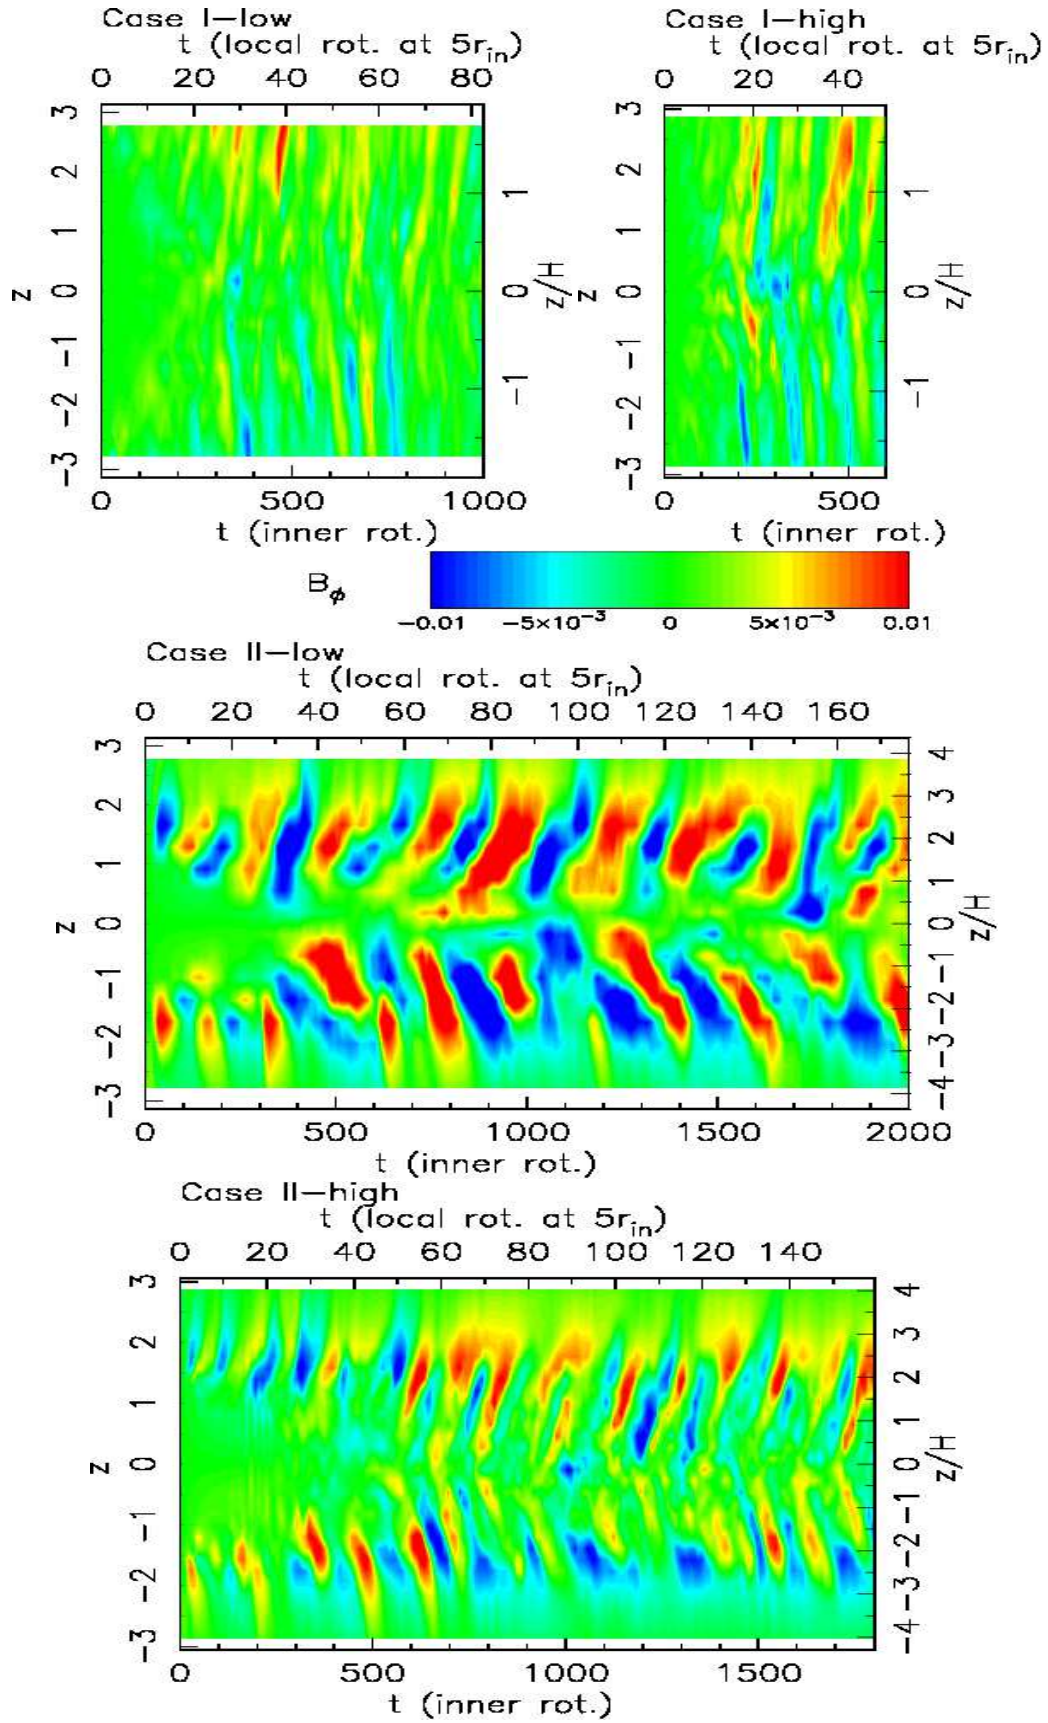 Case I-low
t (local rot. at 5r_in)
0 20 40 60 80
3 2 1 0 -1 -2 -3
z
1 0 -1
z/H
0 500 1000
t (inner rot.)
Case I-high
t (local rot. at 5r_in)
0 20 40
3 2 1 0 -1 -2 -3
z
1 0 -1
z/H
0 500
t (inner rot.)
B_ϕ
-0.01 -5×10⁻³ 0 5×10⁻³ 0.01
Case II-low
t (local rot. at 5r_in)
0 20 40 60 80 100 120 140 160
3 2 1 0 -1 -2 -3
z
4 3 2 1 0 -1 -2 -3 -4
z/H
0 500 1000 1500 2000
t (inner rot.)
Case II-high
t (local rot. at 5r_in)
0 20 40 60 80 100 120 140
3 2 1 0 -1 -2 -3
z
4 3 2 1 0 -1 -2 -3 -4
z/H
0 500 1000 1500
t (inner rot.)